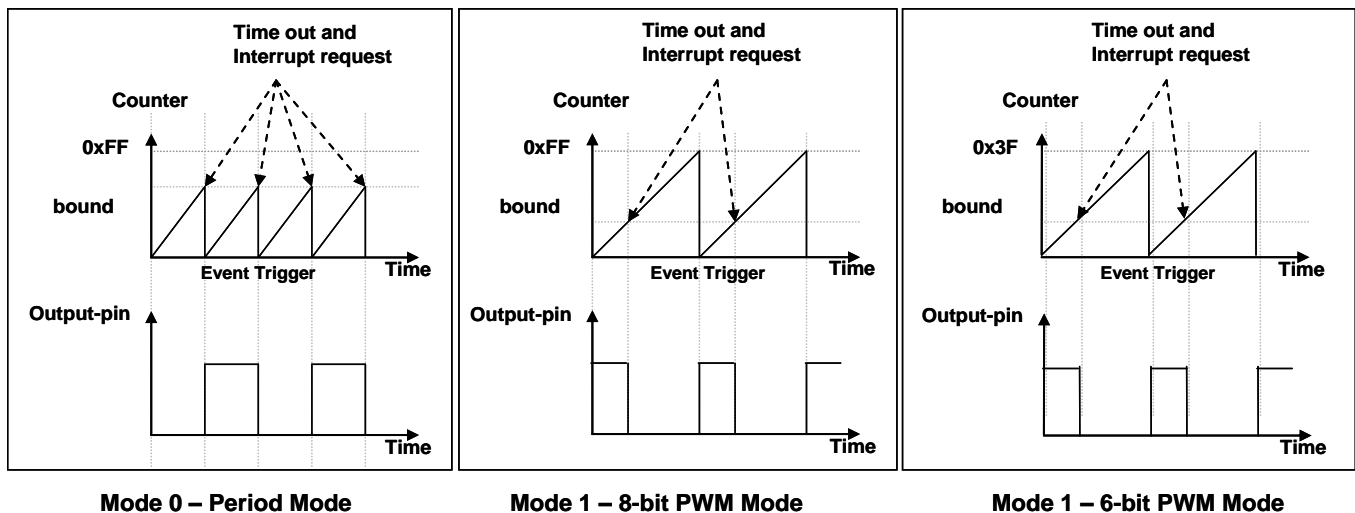 Time out and
Interrupt request
Counter
0xFF
bound
Event Trigger
Time
Output-pin
Time
Mode 0 – Period Mode
Time out and
Interrupt request
Counter
0xFF
bound
Event Trigger
Time
Output-pin
Time
Mode 1 – 8-bit PWM Mode
Time out and
Interrupt request
Counter
0x3F
bound
Event Trigger
Time
Output-pin
Time
Mode 1 – 6-bit PWM Mode